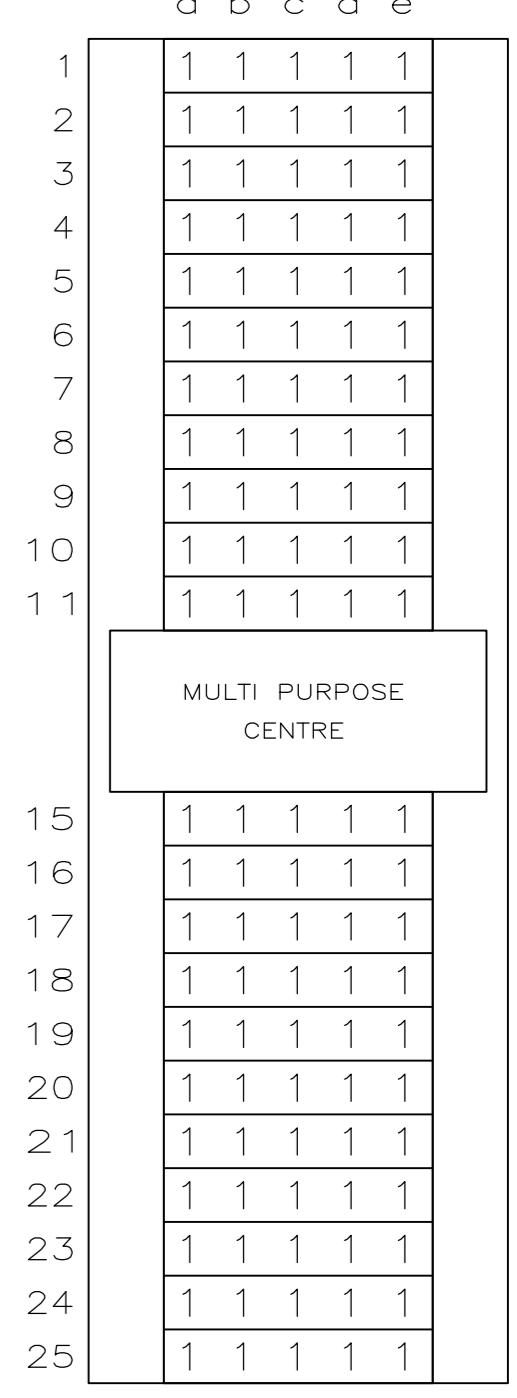 a b c d e
1 1 1 1 1 1
2 1 1 1 1 1
3 1 1 1 1 1
4 1 1 1 1 1
5 1 1 1 1 1
6 1 1 1 1 1
7 1 1 1 1 1
8 1 1 1 1 1
9 1 1 1 1 1
10 1 1 1 1 1
11 1 1 1 1 1
MULTI PURPOSE
CENTRE
15 1 1 1 1 1
16 1 1 1 1 1
17 1 1 1 1 1
18 1 1 1 1 1
19 1 1 1 1 1
20 1 1 1 1 1
21 1 1 1 1 1
22 1 1 1 1 1
23 1 1 1 1 1
24 1 1 1 1 1
25 1 1 1 1 1